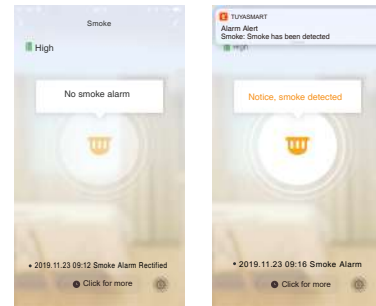 Smoke
High
No smoke alarm
• 2019.11.23 09:12 Smoke Alarm Rectified
Click for more
TUYASMART
Alarm Alert
Smoke: Smoke has been detected
High
Notice, smoke detected
• 2019.11.23 09:16 Smoke Alarm
Click for more